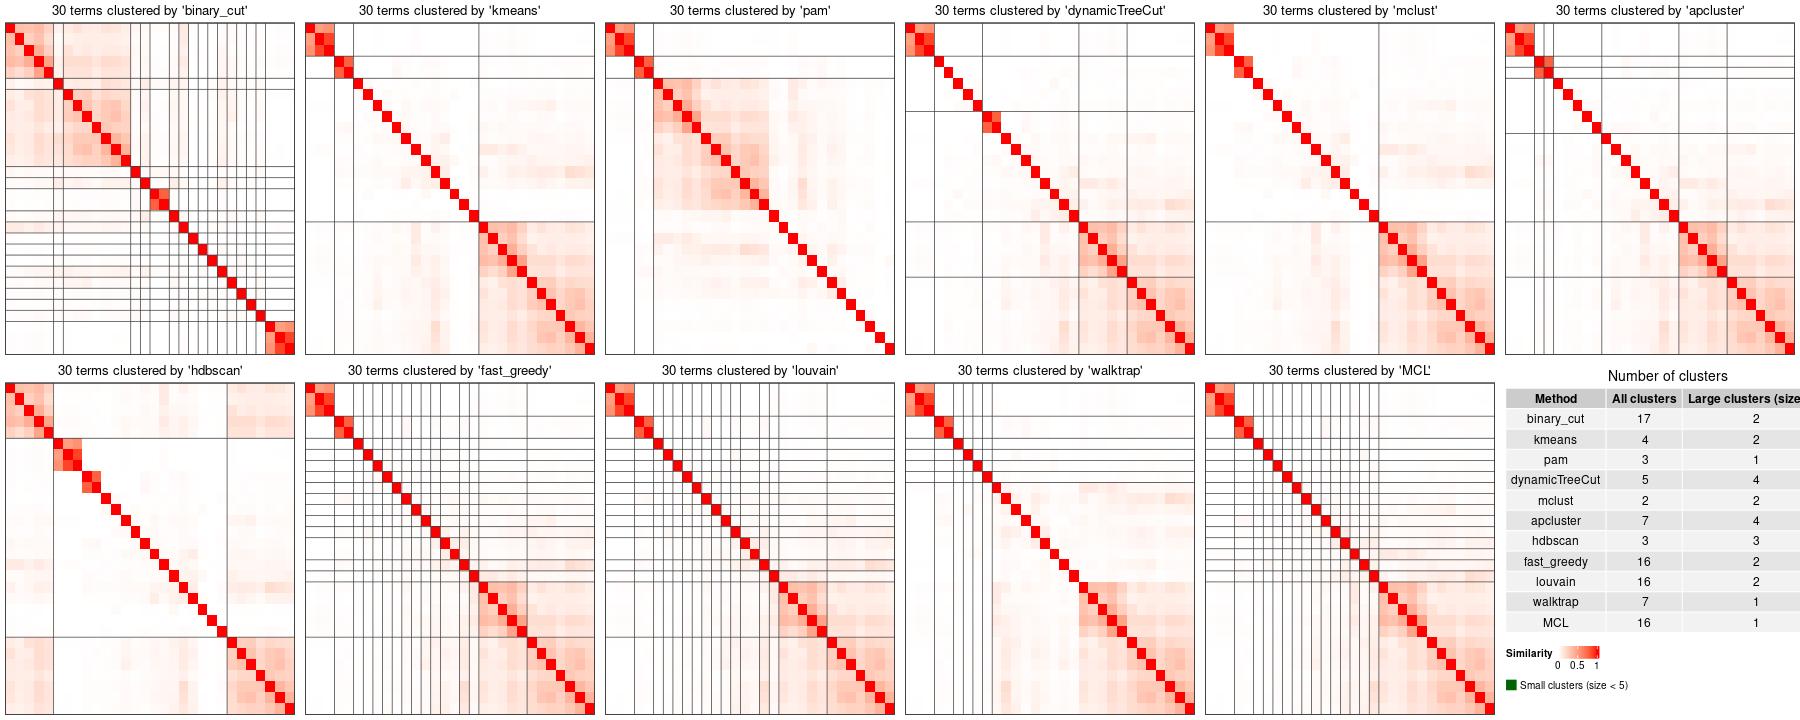 30 terms clustered by 'binary_cut'
30 terms clustered by 'kmeans'
30 terms clustered by 'pam'
30 terms clustered by 'dynamicTreeCut'
30 terms clustered by 'mclust'
30 terms clustered by 'apcluster'
30 terms clustered by 'hdbscan'
30 terms clustered by 'fast_greedy'
30 terms clustered by 'louvain'
30 terms clustered by 'walktrap'
30 terms clustered by 'MCL'
Number of clusters
Method All clusters Large clusters (size
binary_cut 17 2
kmeans 4 2
pam 3 1
dynamicTreeCut 5 4
mclust 2 2
apcluster 7 4
hdbscan 3 3
fast_greedy 16 2
louvain 16 2
walktrap 7 1
MCL 16 1
Similarity
0 0.5 1
Small clusters (size < 5)